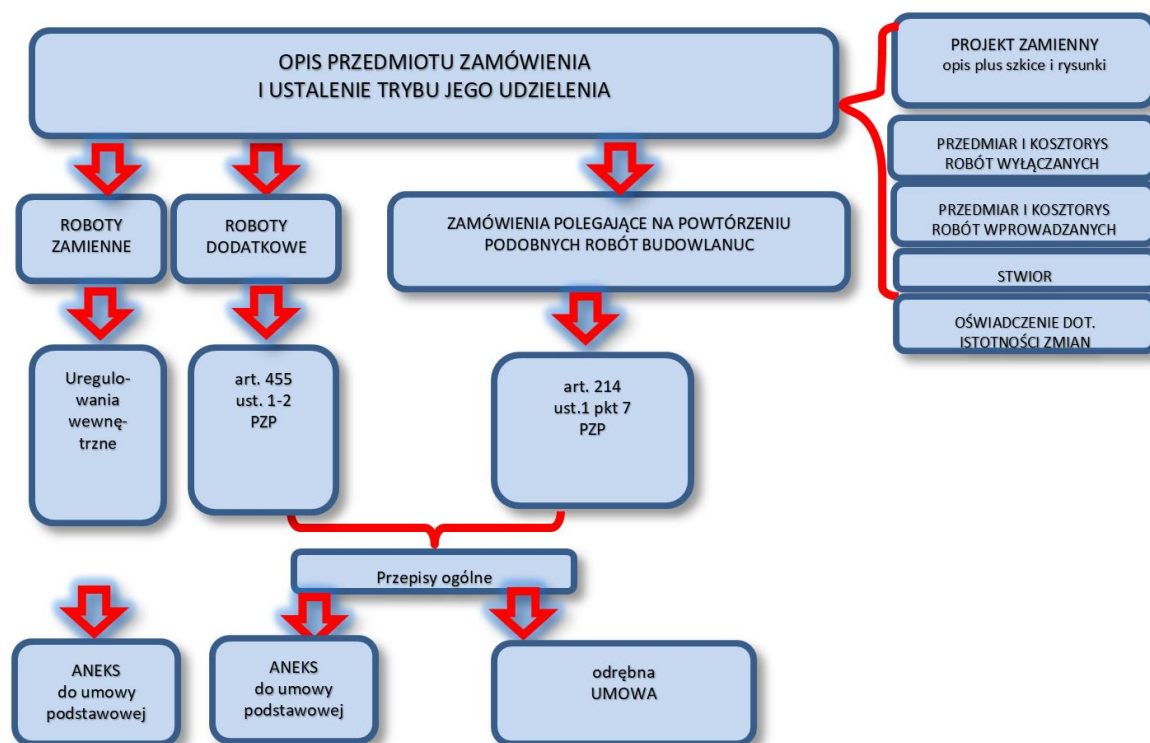 OPIS PRZEDMIOTU ZAMÓWIENIA
I USTALENIE TRYBU JEGO UDZIELENIA
PROJEKT ZAMIENNY
opis plus szkice i rysunki
PRZEDMIAR I KOSZTORYS
ROBÓT WYŁĄCZANYCH
PRZEDMIAR I KOSZTORYS
ROBÓT WPROWADZANYCH
STWIOR
OŚWIADCZENIE DOT.
ISTOTNOŚCI ZMIAN
ROBOTY
ZAMIENNE
ROBOTY
DODATKOWE
ZAMÓWIENIA POLEGAJĄCE NA POWTÓRZENIU
PODOBNYCH ROBÓT BUDOWLANUC
Uregulo-
wania
wewnę-
trzne
art. 455
ust. 1-2
PZP
art. 214
ust.1 pkt 7
PZP
Przepisy ogólne
ANEKS
do umowy
podstawowej
ANEKS
do umowy
podstawowej
odrębna
UMOWA